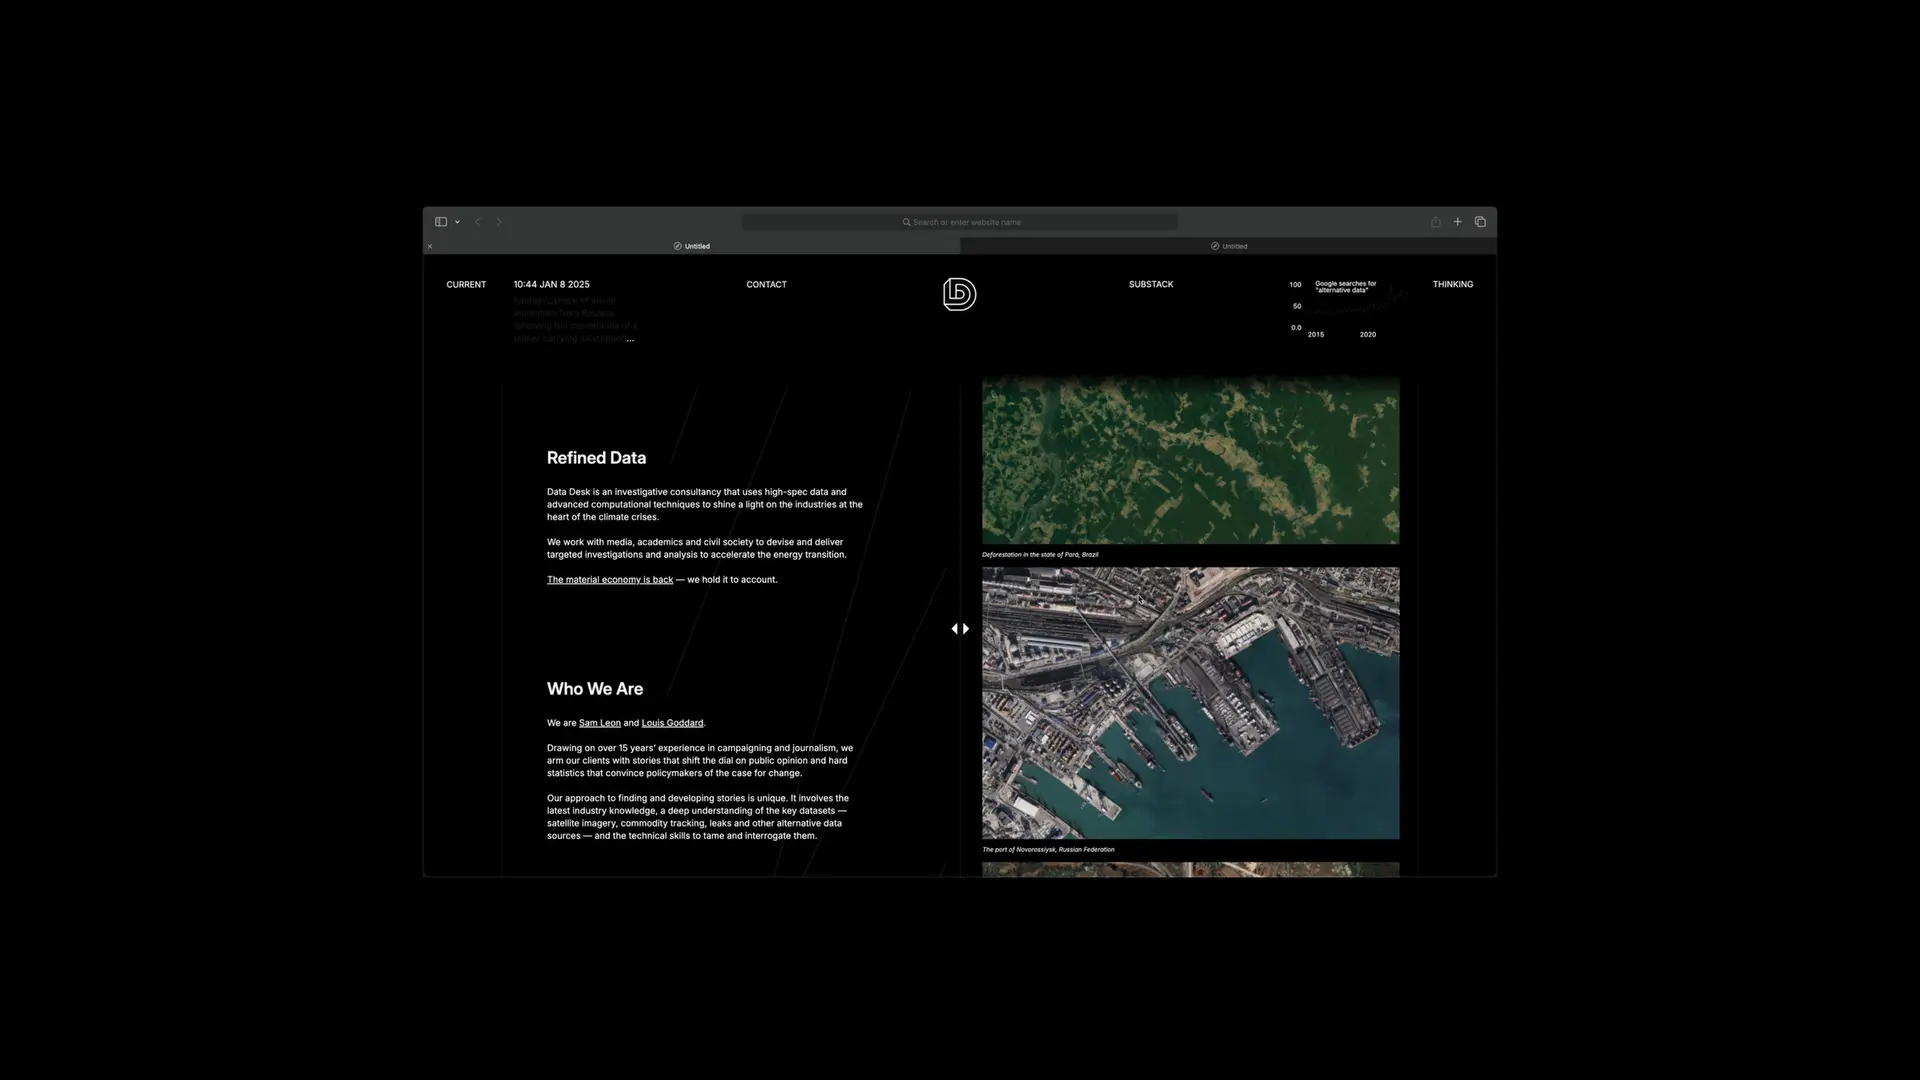 Search or enter website name
Untitled
Untitled
CURRENT
10:44 JAN 8 2025
following the movements of a
...
CONTACT
SUBSTACK
100
50
0.0
Google searches for
"alternative data"
2015
2020
THINKING
Refined Data
Data Desk is an investigative consultancy that uses high-spec data and
advanced computational techniques to shine a light on the industries at the
heart of the climate crises.
We work with media, academics and civil society to devise and deliver
targeted investigations and analysis to accelerate the energy transition.
The material economy is back — we hold it to account.
Who We Are
We are Sam Leon and Louis Goddard.
Drawing on over 15 years’ experience in campaigning and journalism, we
arm our clients with stories that shift the dial on public opinion and hard
statistics that convince policymakers of the case for change.
Our approach to finding and developing stories is unique. It involves the
latest industry knowledge, a deep understanding of the key datasets —
satellite imagery, commodity tracking, leaks and other alternative data
sources — and the technical skills to tame and interrogate them.
Deforestation in the state of Pará, Brazil
The port of Novorossiysk, Russian Federation